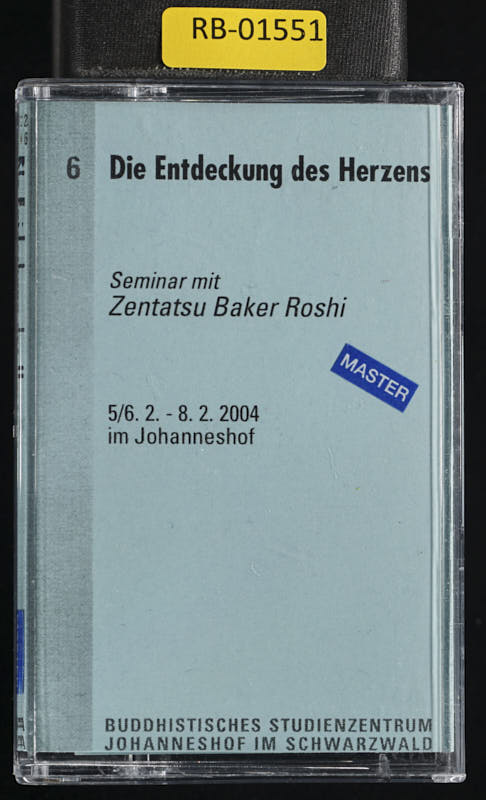 RB-01551
6 Die Entdeckung des Herzens
Seminar mit
Zentatsu Baker Roshi
MASTER
5/6. 2. - 8. 2. 2004
im Johanneshof
BUDDHISTISCHES STUDIENZENTRUM
JOHANNESHOF IM SCHWARZWALD